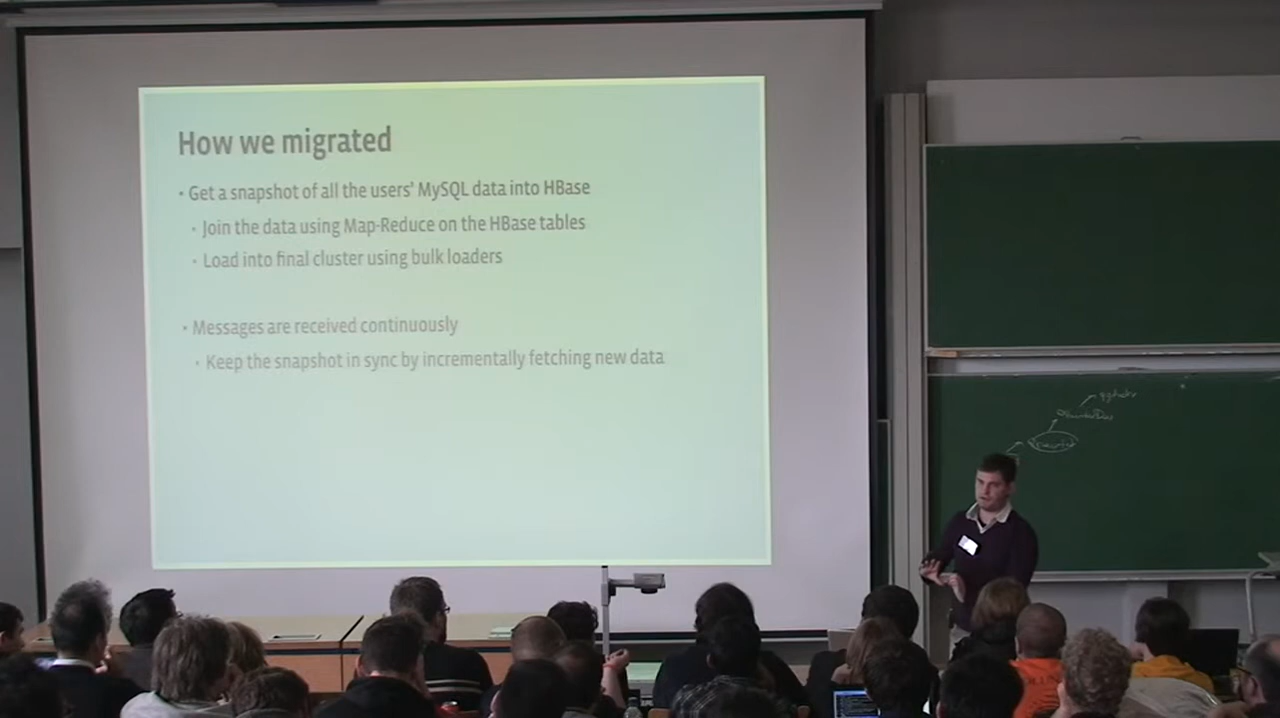 How we migrated
• Get a snapshot of all the users' MySQL data into HBase
• Join the data using Map-Reduce on the HBase tables
• Load into final cluster using bulk loaders
• Messages are received continuously
• Keep the snapshot in sync by incrementally fetching new data